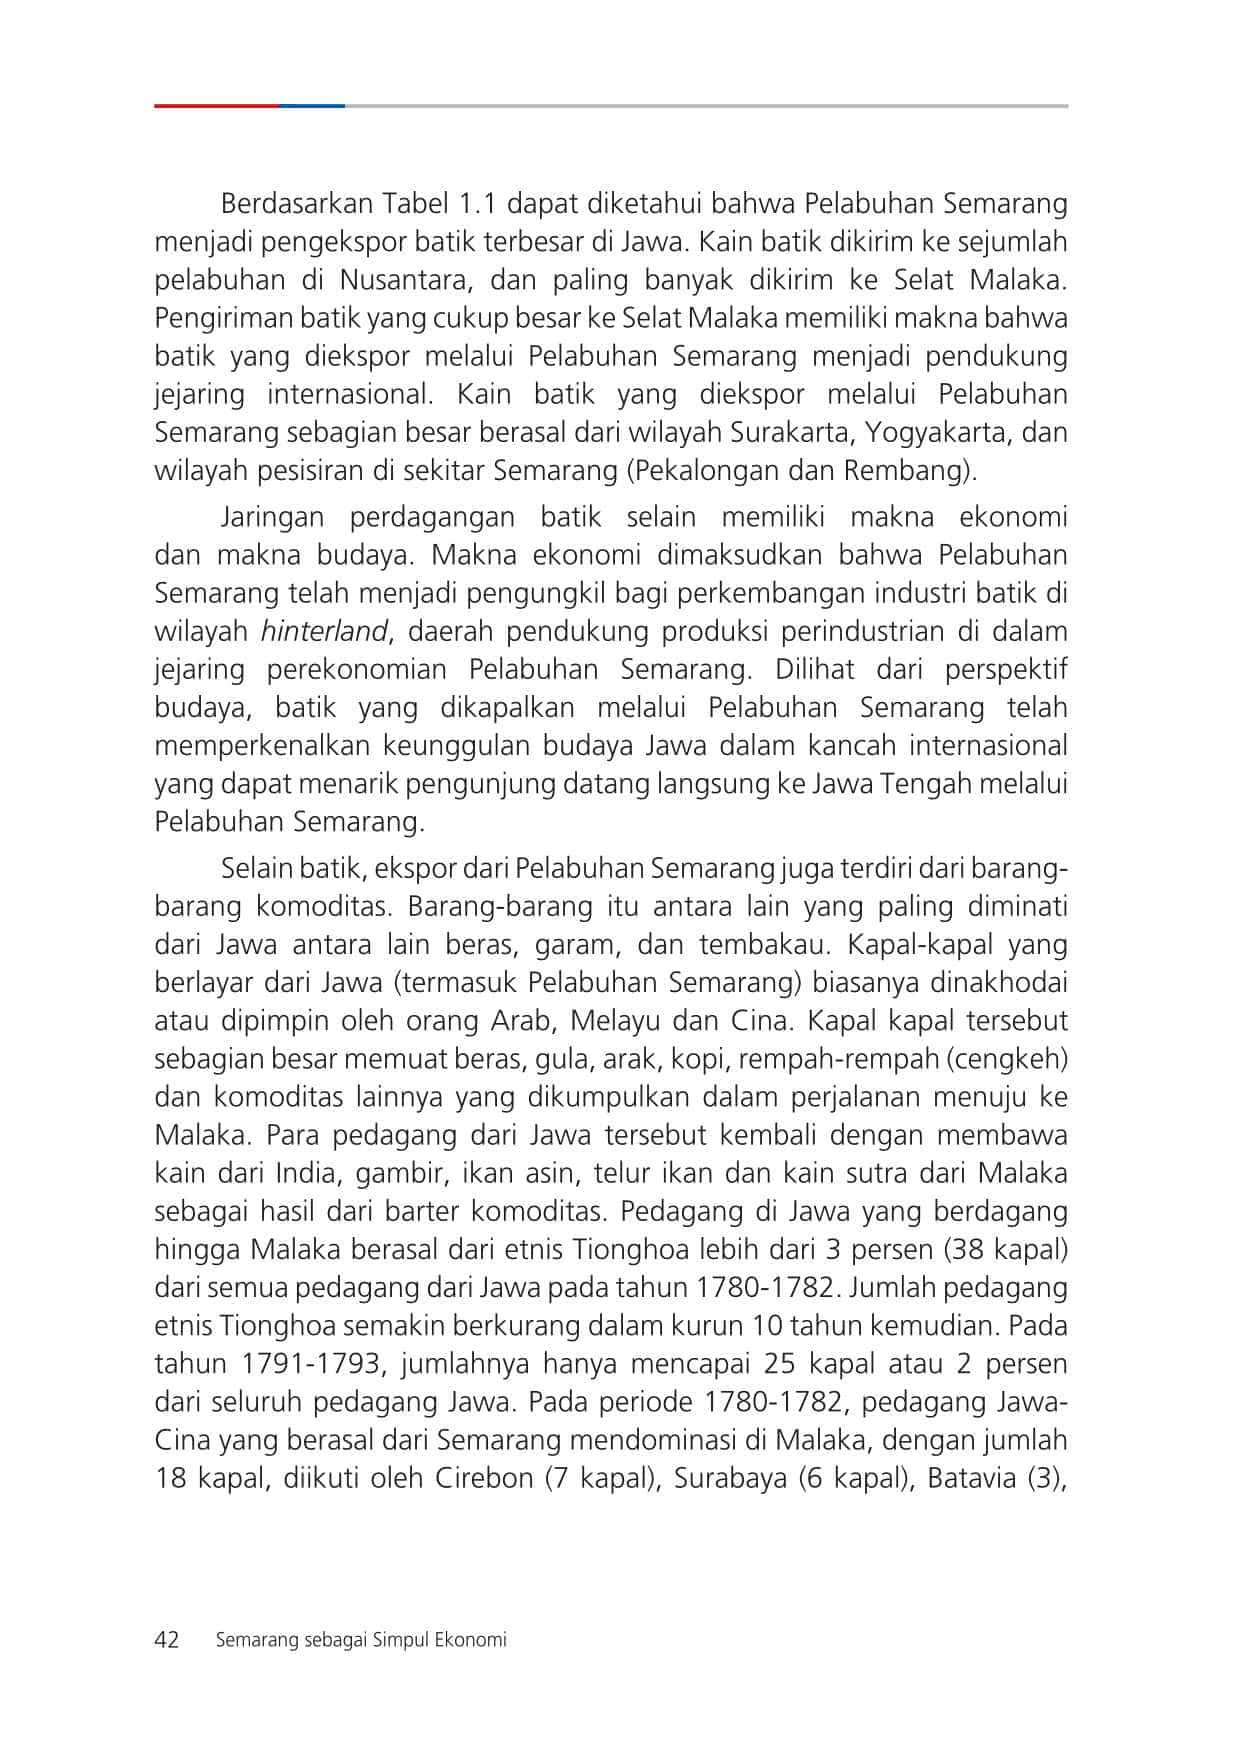 Berdasarkan Tabel 1.1 dapat diketahui bahwa Pelabuhan Semarang
menjadi pengekspor batik terbesar di Jawa. Kain batik dikirim ke sejumlah
pelabuhan di Nusantara, dan paling banyak dikirim ke Selat Malaka.
Pengiriman batik yang cukup besar ke Selat Malaka memiliki makna bahwa
batik yang diekspor melalui Pelabuhan Semarang menjadi pendukung
jejaring internasional. Kain batik yang diekspor melalui Pelabuhan
Semarang sebagian besar berasal dari wilayah Surakarta, Yogyakarta, dan
wilayah pesisiran di sekitar Semarang (Pekalongan dan Rembang).
Jaringan perdagangan batik selain memiliki makna ekonomi
dan makna budaya. Makna ekonomi dimaksudkan bahwa Pelabuhan
Semarang telah menjadi pengungkil bagi perkembangan industri batik di
wilayah hinterland, daerah pendukung produksi perindustrian di dalam
jejaring perekonomian Pelabuhan Semarang. Dilihat dari perspektif
budaya, batik yang dikapalkan melalui Pelabuhan Semarang telah
memperkenalkan keunggulan budaya Jawa dalam kancah internasional
yang dapat menarik pengunjung datang langsung ke Jawa Tengah melalui
Pelabuhan Semarang.
Selain batik, ekspor dari Pelabuhan Semarang juga terdiri dari barang-
barang komoditas. Barang-barang itu antara lain yang paling diminati
dari Jawa antara lain beras, garam, dan tembakau. Kapal-kapal yang
berlayar dari Jawa (termasuk Pelabuhan Semarang) biasanya dinakhodai
atau dipimpin oleh orang Arab, Melayu dan Cina. Kapal kapal tersebut
sebagian besar memuat beras, gula, arak, kopi, rempah-rempah (cengkeh)
dan komoditas lainnya yang dikumpulkan dalam perjalanan menuju ke
Malaka. Para pedagang dari Jawa tersebut kembali dengan membawa
kain dari India, gambir, ikan asin, telur ikan dan kain sutra dari Malaka
sebagai hasil dari barter komoditas. Pedagang di Jawa yang berdagang
hingga Malaka berasal dari etnis Tionghoa lebih dari 3 persen (38 kapal)
dari semua pedagang dari Jawa pada tahun 1780-1782. Jumlah pedagang
etnis Tionghoa semakin berkurang dalam kurun 10 tahun kemudian. Pada
tahun 1791-1793, jumlahnya hanya mencapai 25 kapal atau 2 persen
dari seluruh pedagang Jawa. Pada periode 1780-1782, pedagang Jawa-
Cina yang berasal dari Semarang mendominasi di Malaka, dengan jumlah
18 kapal, diikuti oleh Cirebon (7 kapal), Surabaya (6 kapal), Batavia (3),
42 Semarang sebagai Simpul Ekonomi